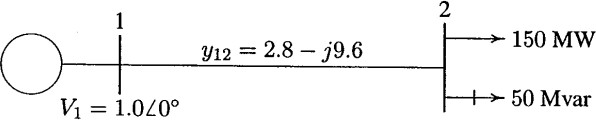 1
2
y₁₂ = 2.8 − j9.6
150 MW
50 Mvar
V₁ = 1.0∠0°